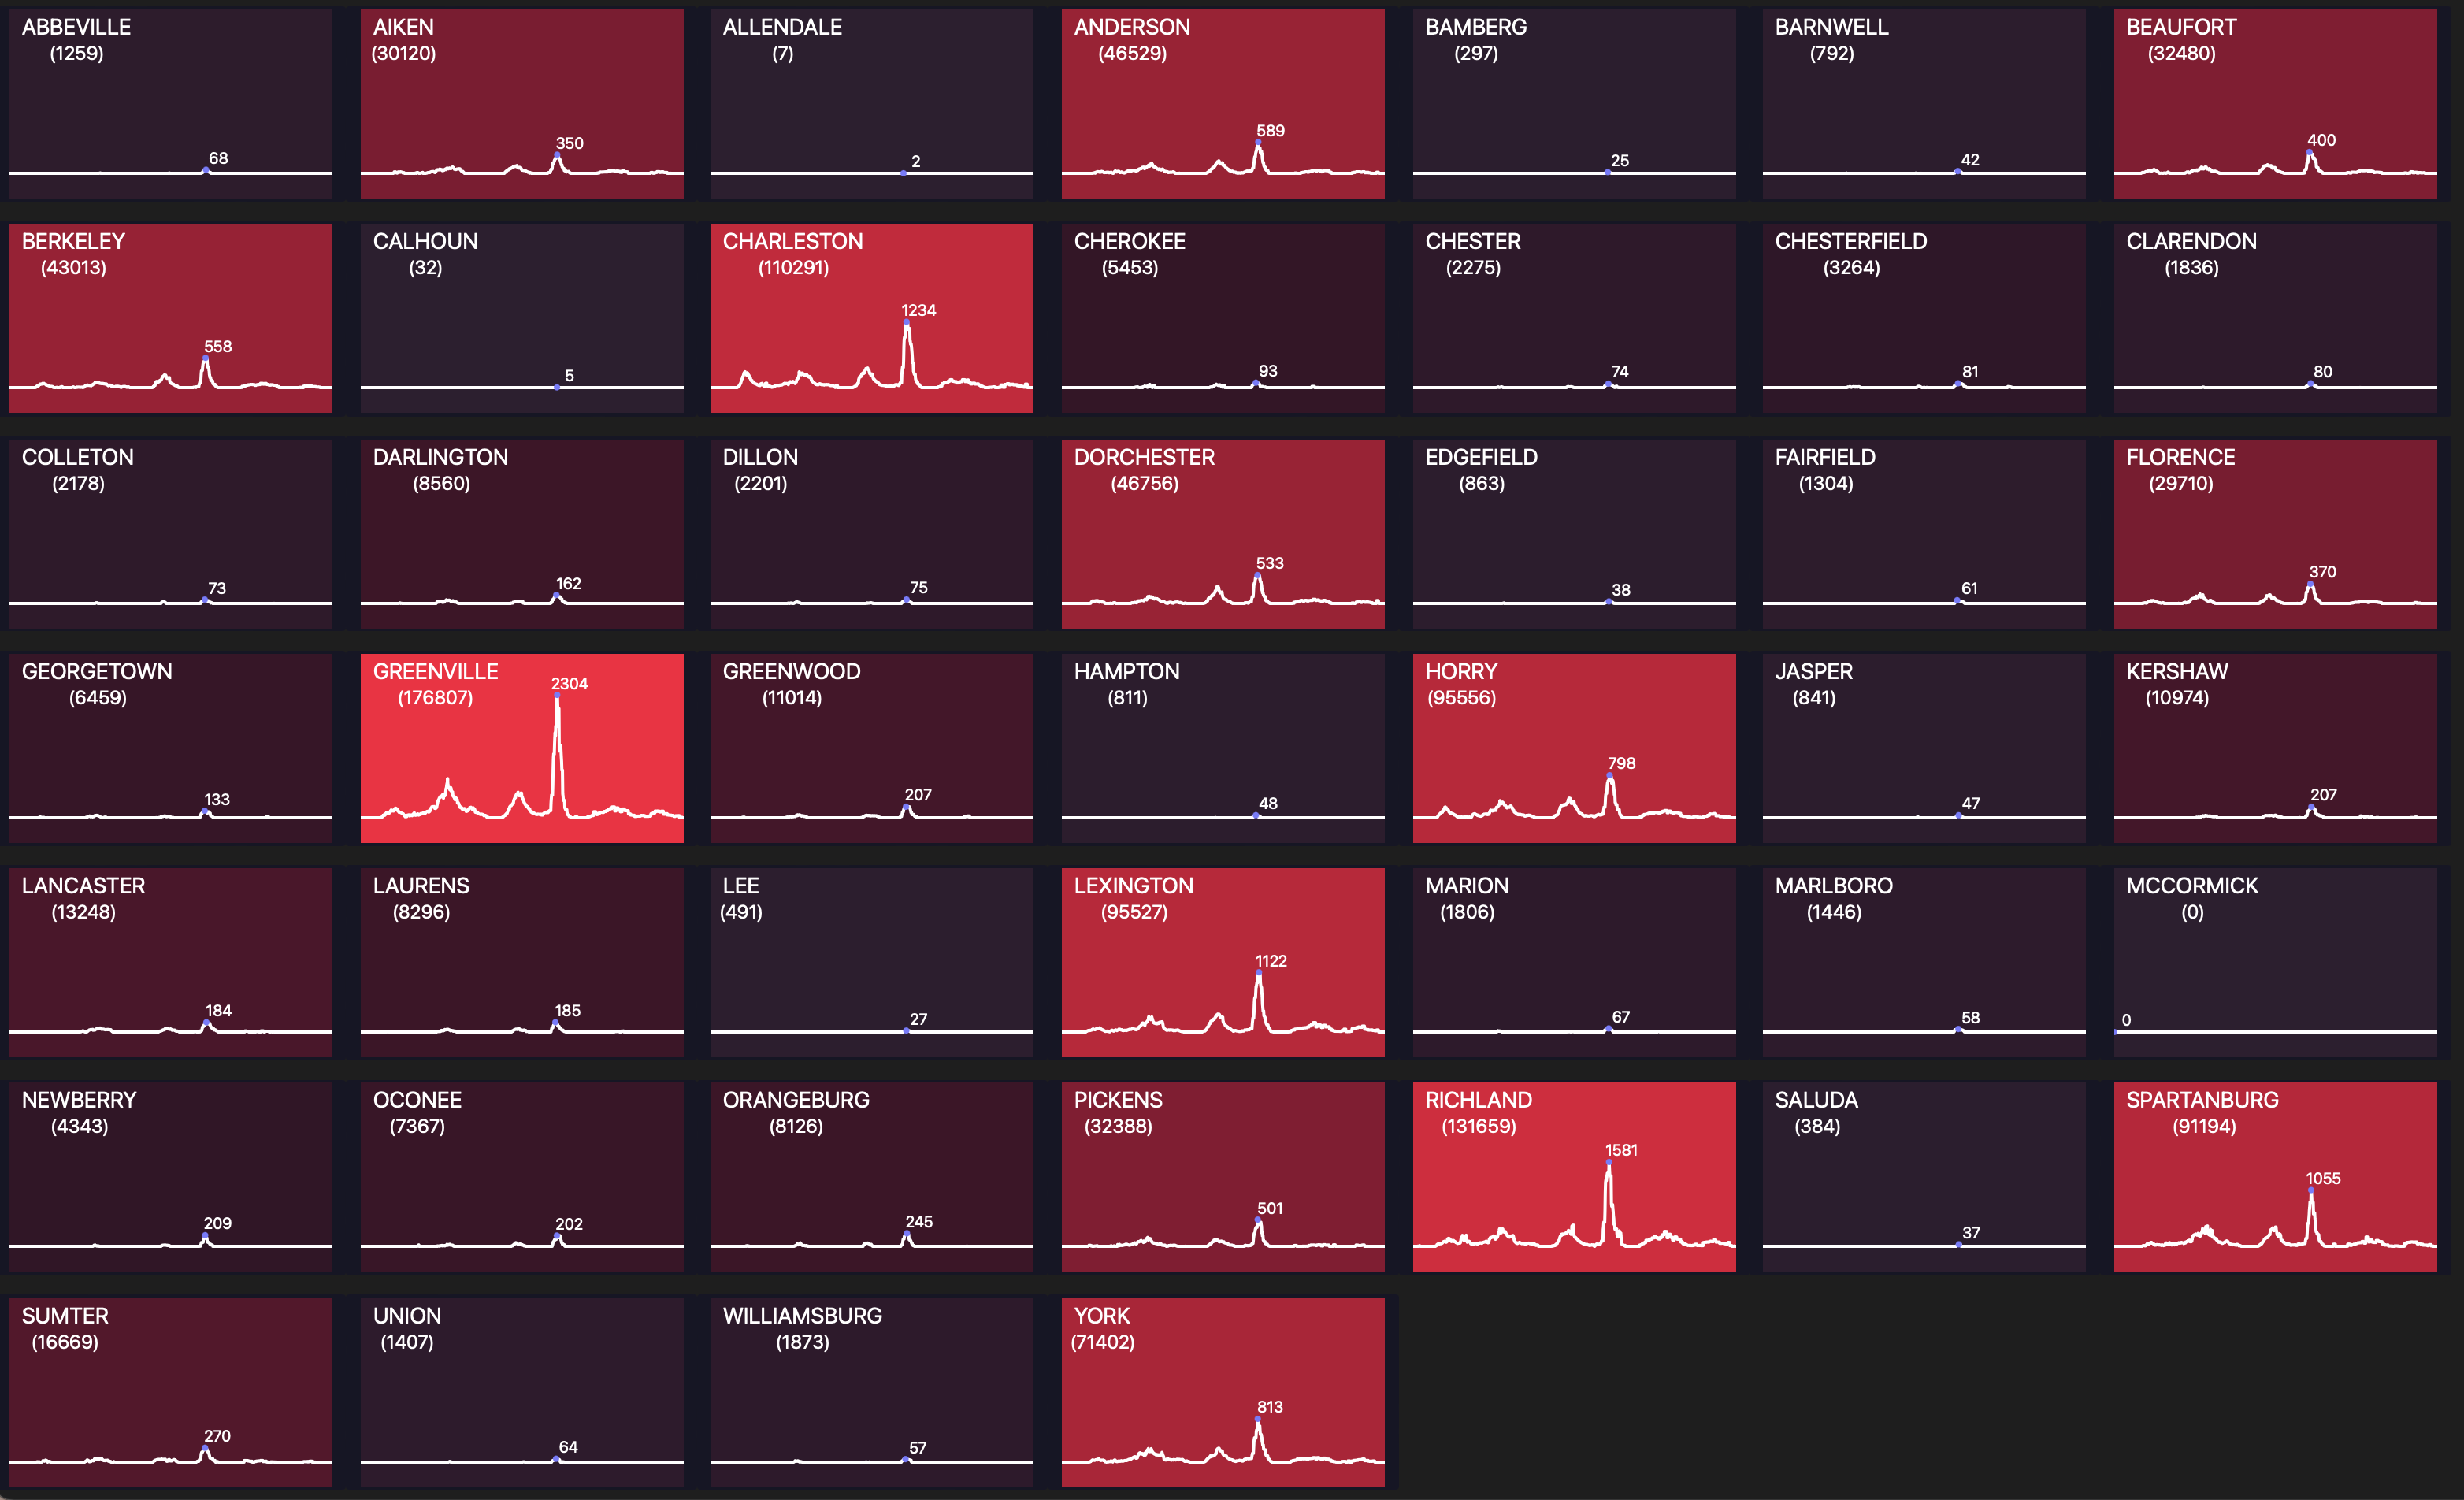 ABBEVILLE
(1259)
68
AIKEN
(30120)
350
ALLENDALE
(7)
2
ANDERSON
(46529)
589
BAMBERG
(297)
25
BARNWELL
(792)
42
BEAUFORT
(32480)
400
BERKELEY
(43013)
558
CALHOUN
(32)
5
CHARLESTON
(110291)
1234
CHEROKEE
(5453)
93
CHESTER
(2275)
74
CHESTERFIELD
(3264)
81
CLARENDON
(1836)
80
COLLETON
(2178)
73
DARLINGTON
(8560)
162
DILLON
(2201)
75
DORCHESTER
(46756)
533
EDGEFIELD
(863)
38
FAIRFIELD
(1304)
61
FLORENCE
(29710)
370
GEORGETOWN
(6459)
133
GREENVILLE
(176807)
2304
GREENWOOD
(11014)
207
HAMPTON
(811)
48
HORRY
(95556)
798
JASPER
(841)
47
KERSHAW
(10974)
207
LANCASTER
(13248)
184
LAURENS
(8296)
185
LEE
(491)
27
LEXINGTON
(95527)
1122
MARION
(1806)
67
MARLBORO
(1446)
58
MCCORMICK
(0)
0
NEWBERRY
(4343)
209
OCONEE
(7367)
202
ORANGEBURG
(8126)
245
PICKENS
(32388)
501
RICHLAND
(131659)
1581
SALUDA
(384)
37
SPARTANBURG
(91194)
1055
SUMTER
(16669)
270
UNION
(1407)
64
WILLIAMSBURG
(1873)
57
YORK
(71402)
813